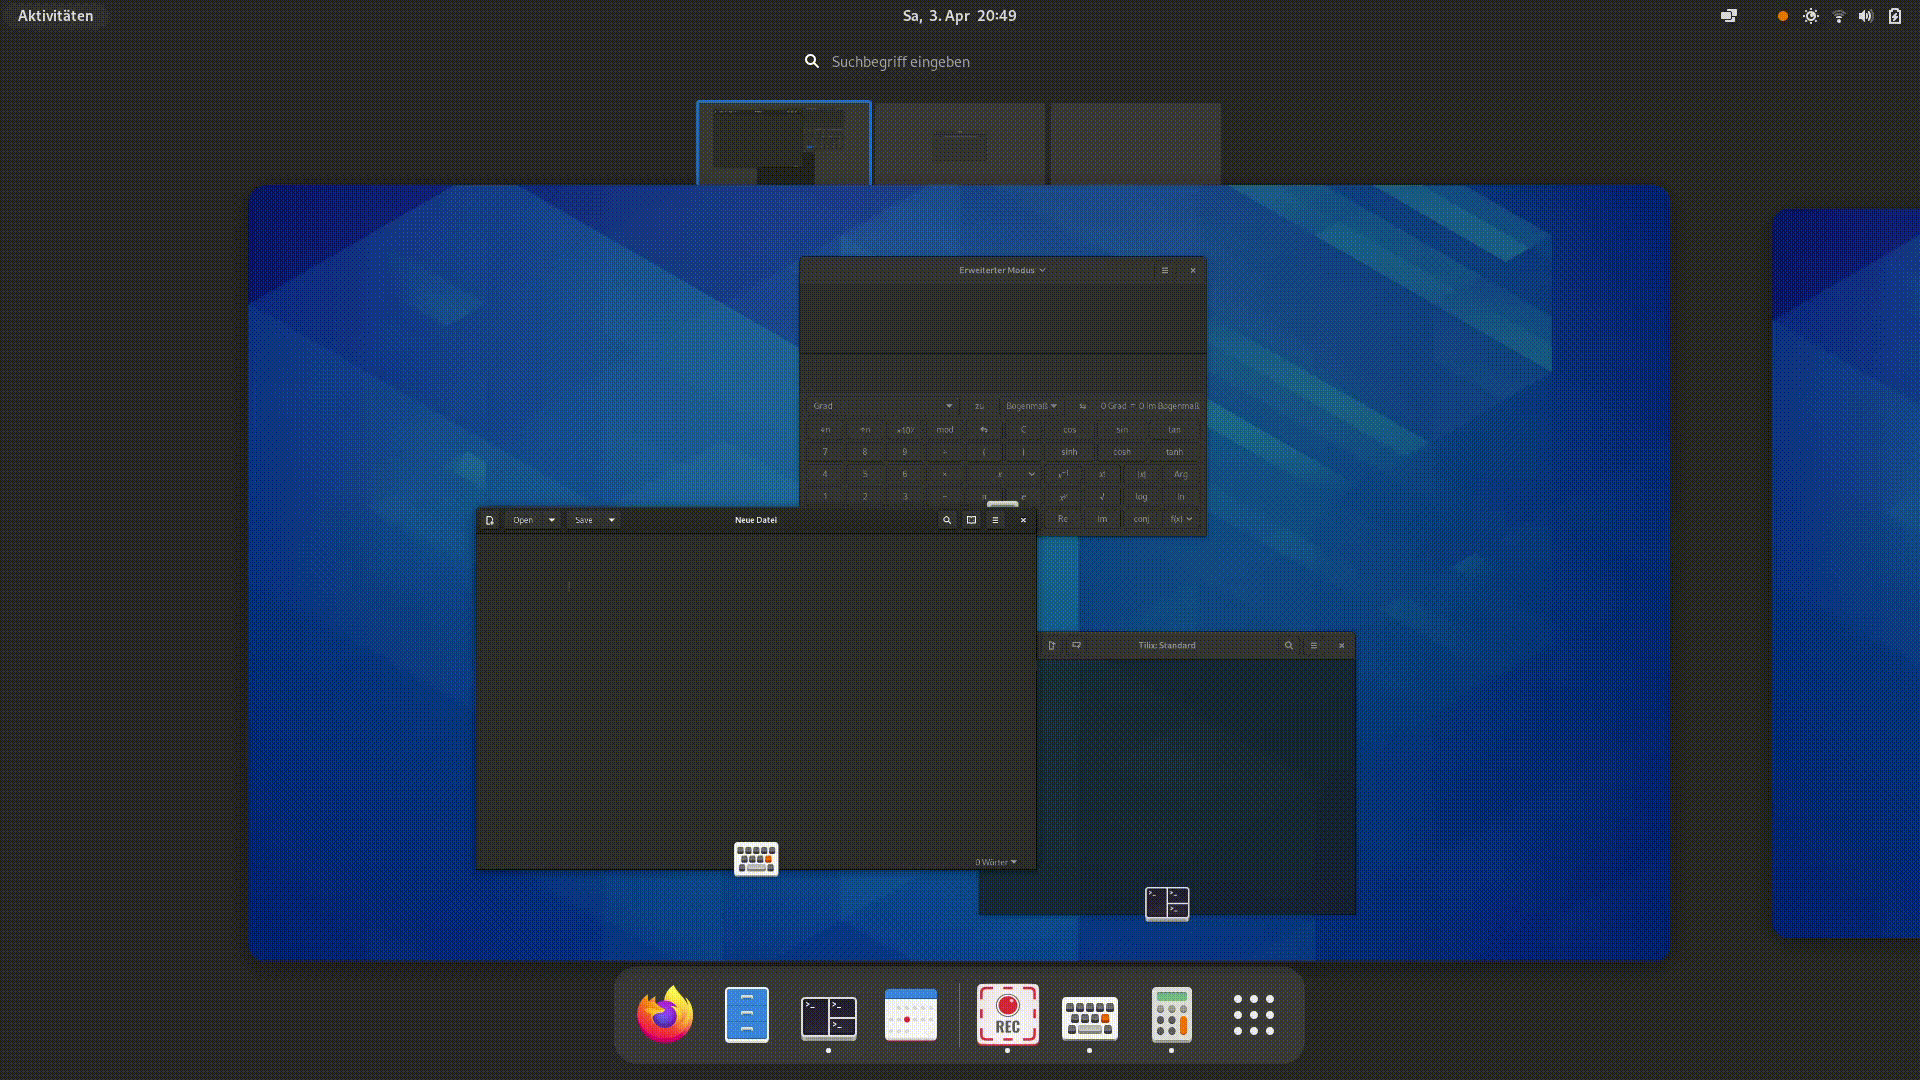 Aktivitäten
Sa, 3. Apr 20:49
Suchbegriff eingeben
Erweiterter Modus
Grad zu Bogenmaß 0 Grad = 0 Im Bogenmaß
↓n ↑n mod C cos sin tan
7 8 9 ÷ ( ) sinh cosh tanh
4 5 6 × x x⁻¹ x! |x| Arg
1 2 3 − π e xʸ √ log ln
Re Im conj f(x)
Open Save Neue Datei
Tilix: Standard
0 Wörter
REC